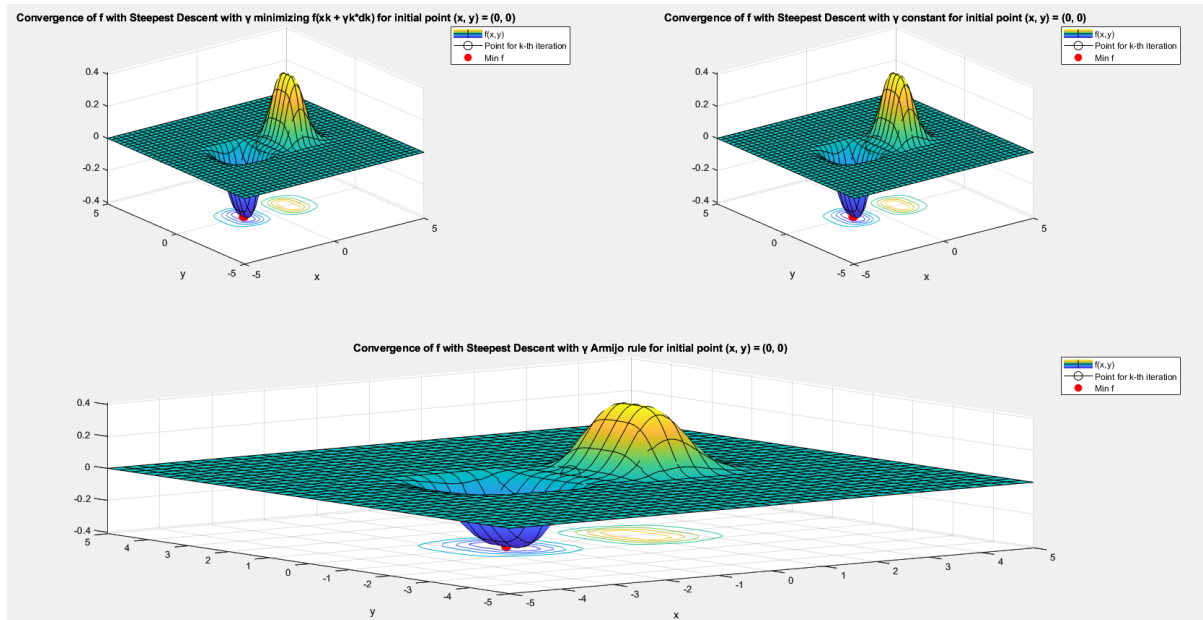 Convergence of f with Steepest Descent with γ minimizing f(xk + γk*dk) for initial point (x, y) = (0, 0)
f(x,y)
Point for k-th iteration
Min f
0.4
0.2
0
-0.2
-0.4
5
0
-5
y
-5
0
5
x
Convergence of f with Steepest Descent with γ constant for initial point (x, y) = (0, 0)
f(x,y)
Point for k-th iteration
Min f
0.4
0.2
0
-0.2
-0.4
5
0
-5
y
-5
0
5
x
Convergence of f with Steepest Descent with γ Armijo rule for initial point (x, y) = (0, 0)
f(x,y)
Point for k-th iteration
Min f
0.4
0.2
0
-0.2
-0.4
5
4
3
2
1
0
-1
-2
-3
-4
-5
y
-5
-4
-3
-2
-1
0
1
2
3
4
5
x